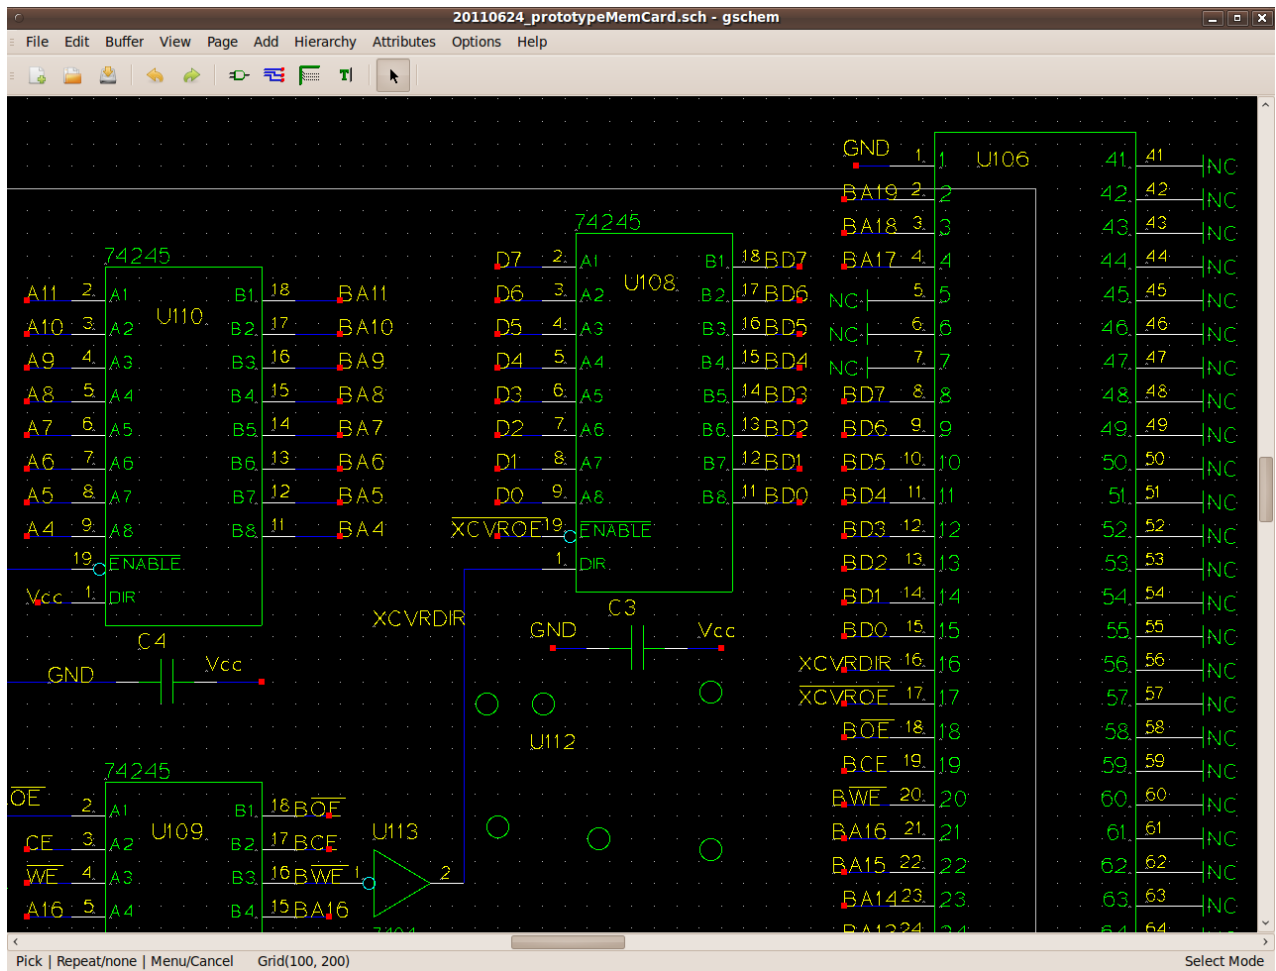 20110624_prototypeMemCard.sch - gschem
File Edit Buffer View Page Add Hierarchy Attributes Options Help
GND 1 1 U106 41 41 NC
BA19 2 2 42 42 NC
BA18 3 3 43 43 NC
BA17 4 4 44 44 NC
NC 5 5 45 45 NC
NC 6 6 46 46 NC
NC 7 7 47 47 NC
BD7 8 8 48 48 NC
BD6 9 9 49 49 NC
BD5 10 10 50 50 NC
BD4 11 11 51 51 NC
BD3 12 12 52 52 NC
BD2 13 13 53 53 NC
BD1 14 14 54 54 NC
BD0 15 15 55 55 NC
XCVRDIR 16 16 56 56 NC
XCVROE 17 17 57 57 NC
BOE 18 18 58 58 NC
BCE 19 19 59 59 NC
BWE 20 20 60 60 NC
BA16 21 21 61 61 NC
BA15 22 22 62 62 NC
BA14 23 23 63 63 NC
24 24 64 64
74245
U108
D7 2 A1 B1 18 BD7
D6 3 A2 B2 17 BD6
D5 4 A3 B3 16 BD5
D4 5 A4 B4 15 BD4
D3 6 A5 B5 14 BD3
D2 7 A6 B6 13 BD2
D1 8 A7 B7 12 BD1
D0 9 A8 B8 11 BD0
XCVROE 19 ENABLE
1 DIR
74245
U110
A11 2 A1 B1 18 BA11
A10 3 A2 B2 17 BA10
A9 4 A3 B3 16 BA9
A8 5 A4 B4 15 BA8
A7 6 A5 B5 14 BA7
A6 7 A6 B6 13 BA6
A5 8 A7 B7 12 BA5
A4 9 A8 B8 11 BA4
19 ENABLE
Vcc 1 DIR
XCVRDIR
C3
GND Vcc
C4
GND Vcc
U112
74245
U109
OE 2 A1 B1 18 BOE
CE 3 A2 B2 17 BCE
WE 4 A3 B3 16 BWE
A16 5 A4 B4 15 BA16
U113
1 2
Pick | Repeat/none | Menu/Cancel Grid(100, 200) Select Mode